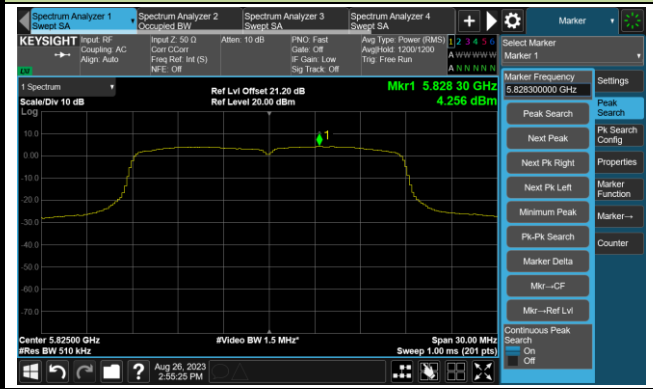 Spectrum Analyzer 1
Swept SA
Spectrum Analyzer 2
Occupied BW
Spectrum Analyzer 3
Swept SA
Spectrum Analyzer 4
Swept SA
+
Marker
KEYSIGHT
Input: RF
Coupling: AC
Align: Auto
Input Z: 50 Ω
Corr CCorr
Freq Ref: Int (S)
NFE: Off
Atten: 10 dB
PNO: Fast
Gate: Off
IF Gain: Low
Sig Track: Off
Avg Type: Power (RMS)
Avg|Hold: 1200/1200
Trig: Free Run
1 2 3 4 5 6
A W W W W W
A N N N N N
Select Marker
Marker 1
1 Spectrum
Scale/Div 10 dB
Log
Ref Lvl Offset 21.20 dB
Ref Level 20.00 dBm
Mkr1 5.828 30 GHz
4.256 dBm
10.0
0.00
-10.0
-20.0
-30.0
-40.0
-50.0
-60.0
-70.0
1
Center 5.82500 GHz
#Res BW 510 kHz
#Video BW 1.5 MHz*
Span 30.00 MHz
Sweep 1.00 ms (201 pts)
Marker Frequency
5.828300000 GHz
Peak Search
Next Peak
Next Pk Right
Next Pk Left
Minimum Peak
Pk-Pk Search
Marker Delta
Mkr→CF
Mkr→Ref Lvl
Continuous Peak
Search
On
Off
Settings
Peak
Search
Pk Search
Config
Properties
Marker
Function
Marker→
Counter
?
Aug 26, 2023
2:55:25 PM